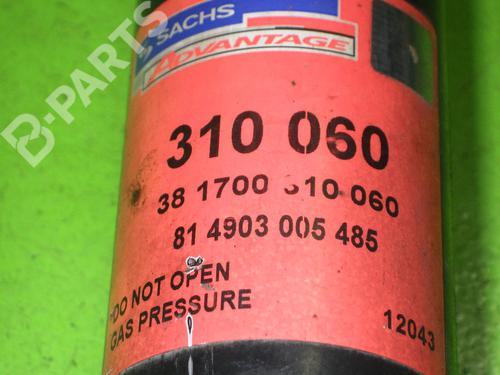 B-PARTS
SACHS
ADVANTAGE
310 060
38 1700 310 060
81 4903 005 485
DO NOT OPEN
GAS PRESSURE
12043